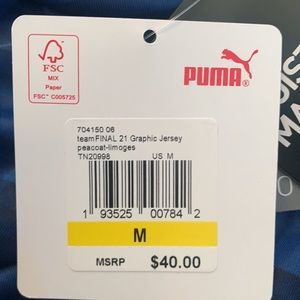 FSC
MIX
Paper
FSC™ C005725
PUMA
704150 06
teamFINAL 21 Graphic Jersey
peacoat-limoges
TN20998 US M
1 93525 00784 2
M
MSRP $40.00